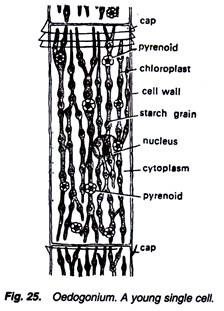 cap
pyrenoid
chloroplast
cell wall
starch grain
nucleus
cytoplasm
pyrenoid
cap
Fig. 25. Oedogonium. A young single cell.